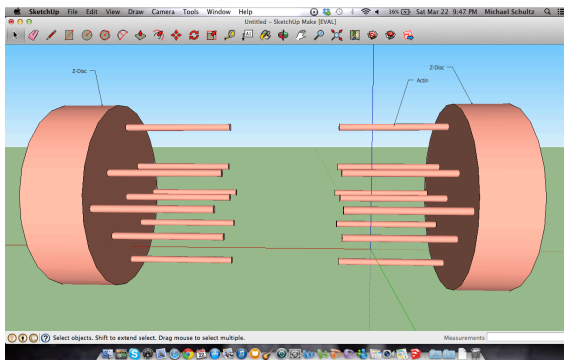 SketchUp File Edit View Draw Camera Tools Window Help 36% Sat Mar 22 9:47 PM Michael Schultz
Untitled - SketchUp Make [EVAL]
Z-Disc
Z-Disc
Actin
Select objects. Shift to extend select. Drag mouse to select multiple. Measurements